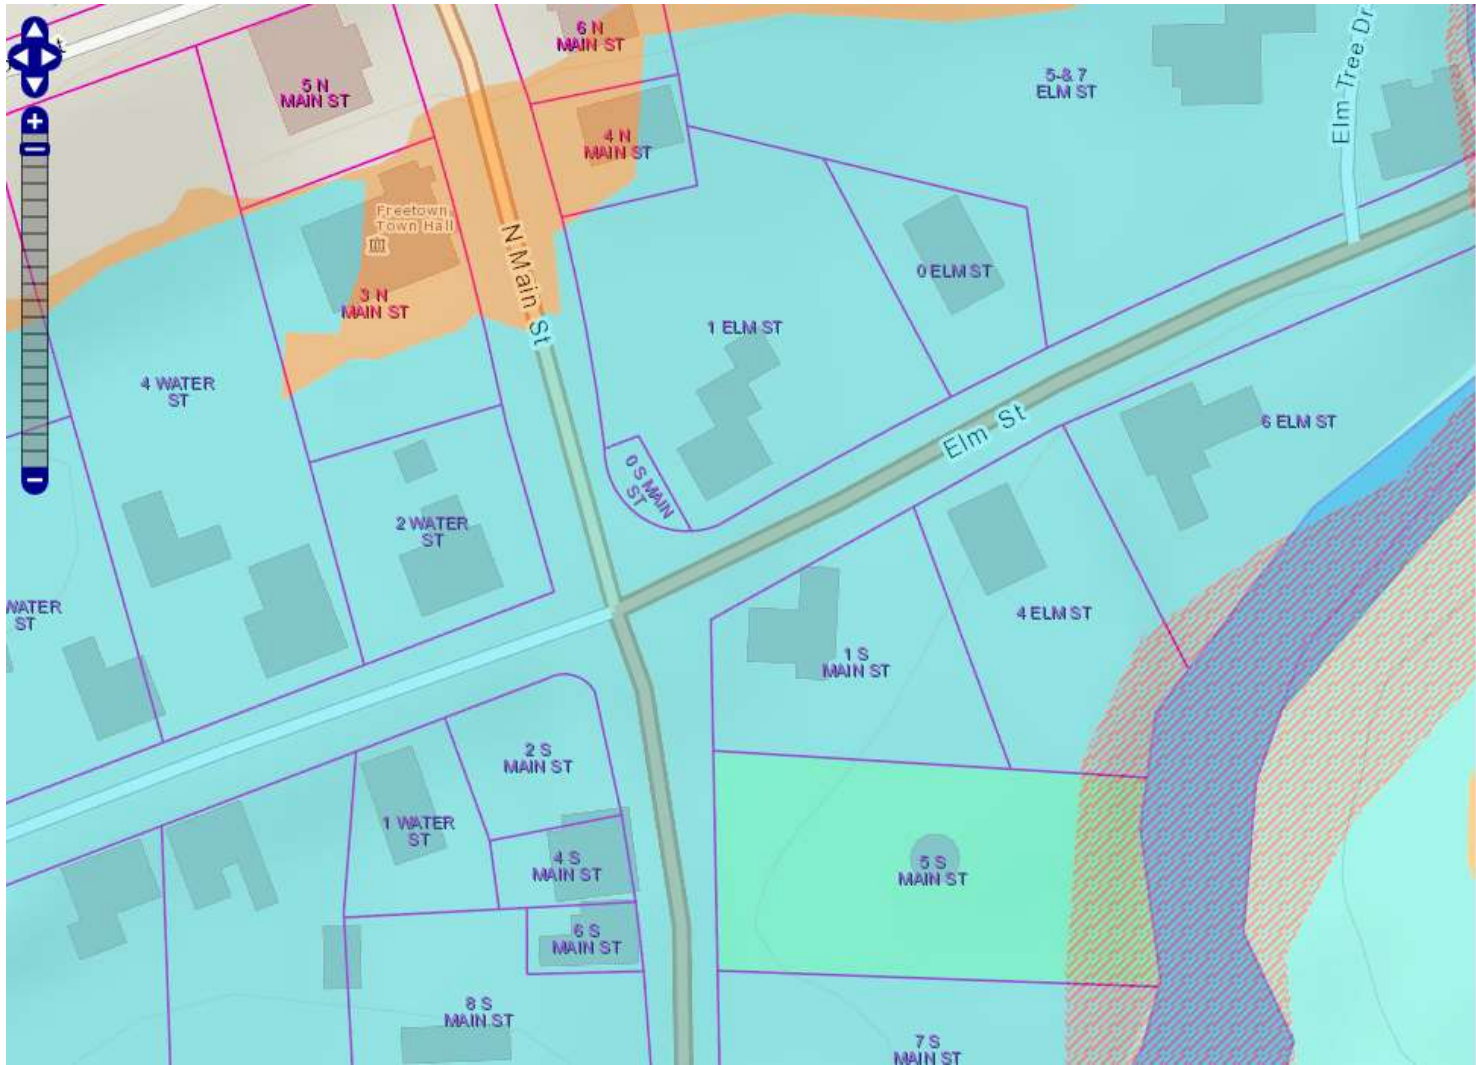 6 N
MAIN ST
5 N
MAIN ST
5 & 7
ELM ST
Elm Tree Dr
4 N
MAIN ST
Freetown
Town Hall
N Main St
0 ELM ST
3 N
MAIN ST
1 ELM ST
4 WATER
ST
Elm St
6 ELM ST
0 S MAIN
ST
2 WATER
ST
WATER
ST
4 ELM ST
1 S
MAIN ST
2 S
MAIN ST
1 WATER
ST
4 S
MAIN ST
5 S
MAIN ST
6 S
MAIN ST
8 S
MAIN ST
7 S
MAIN ST